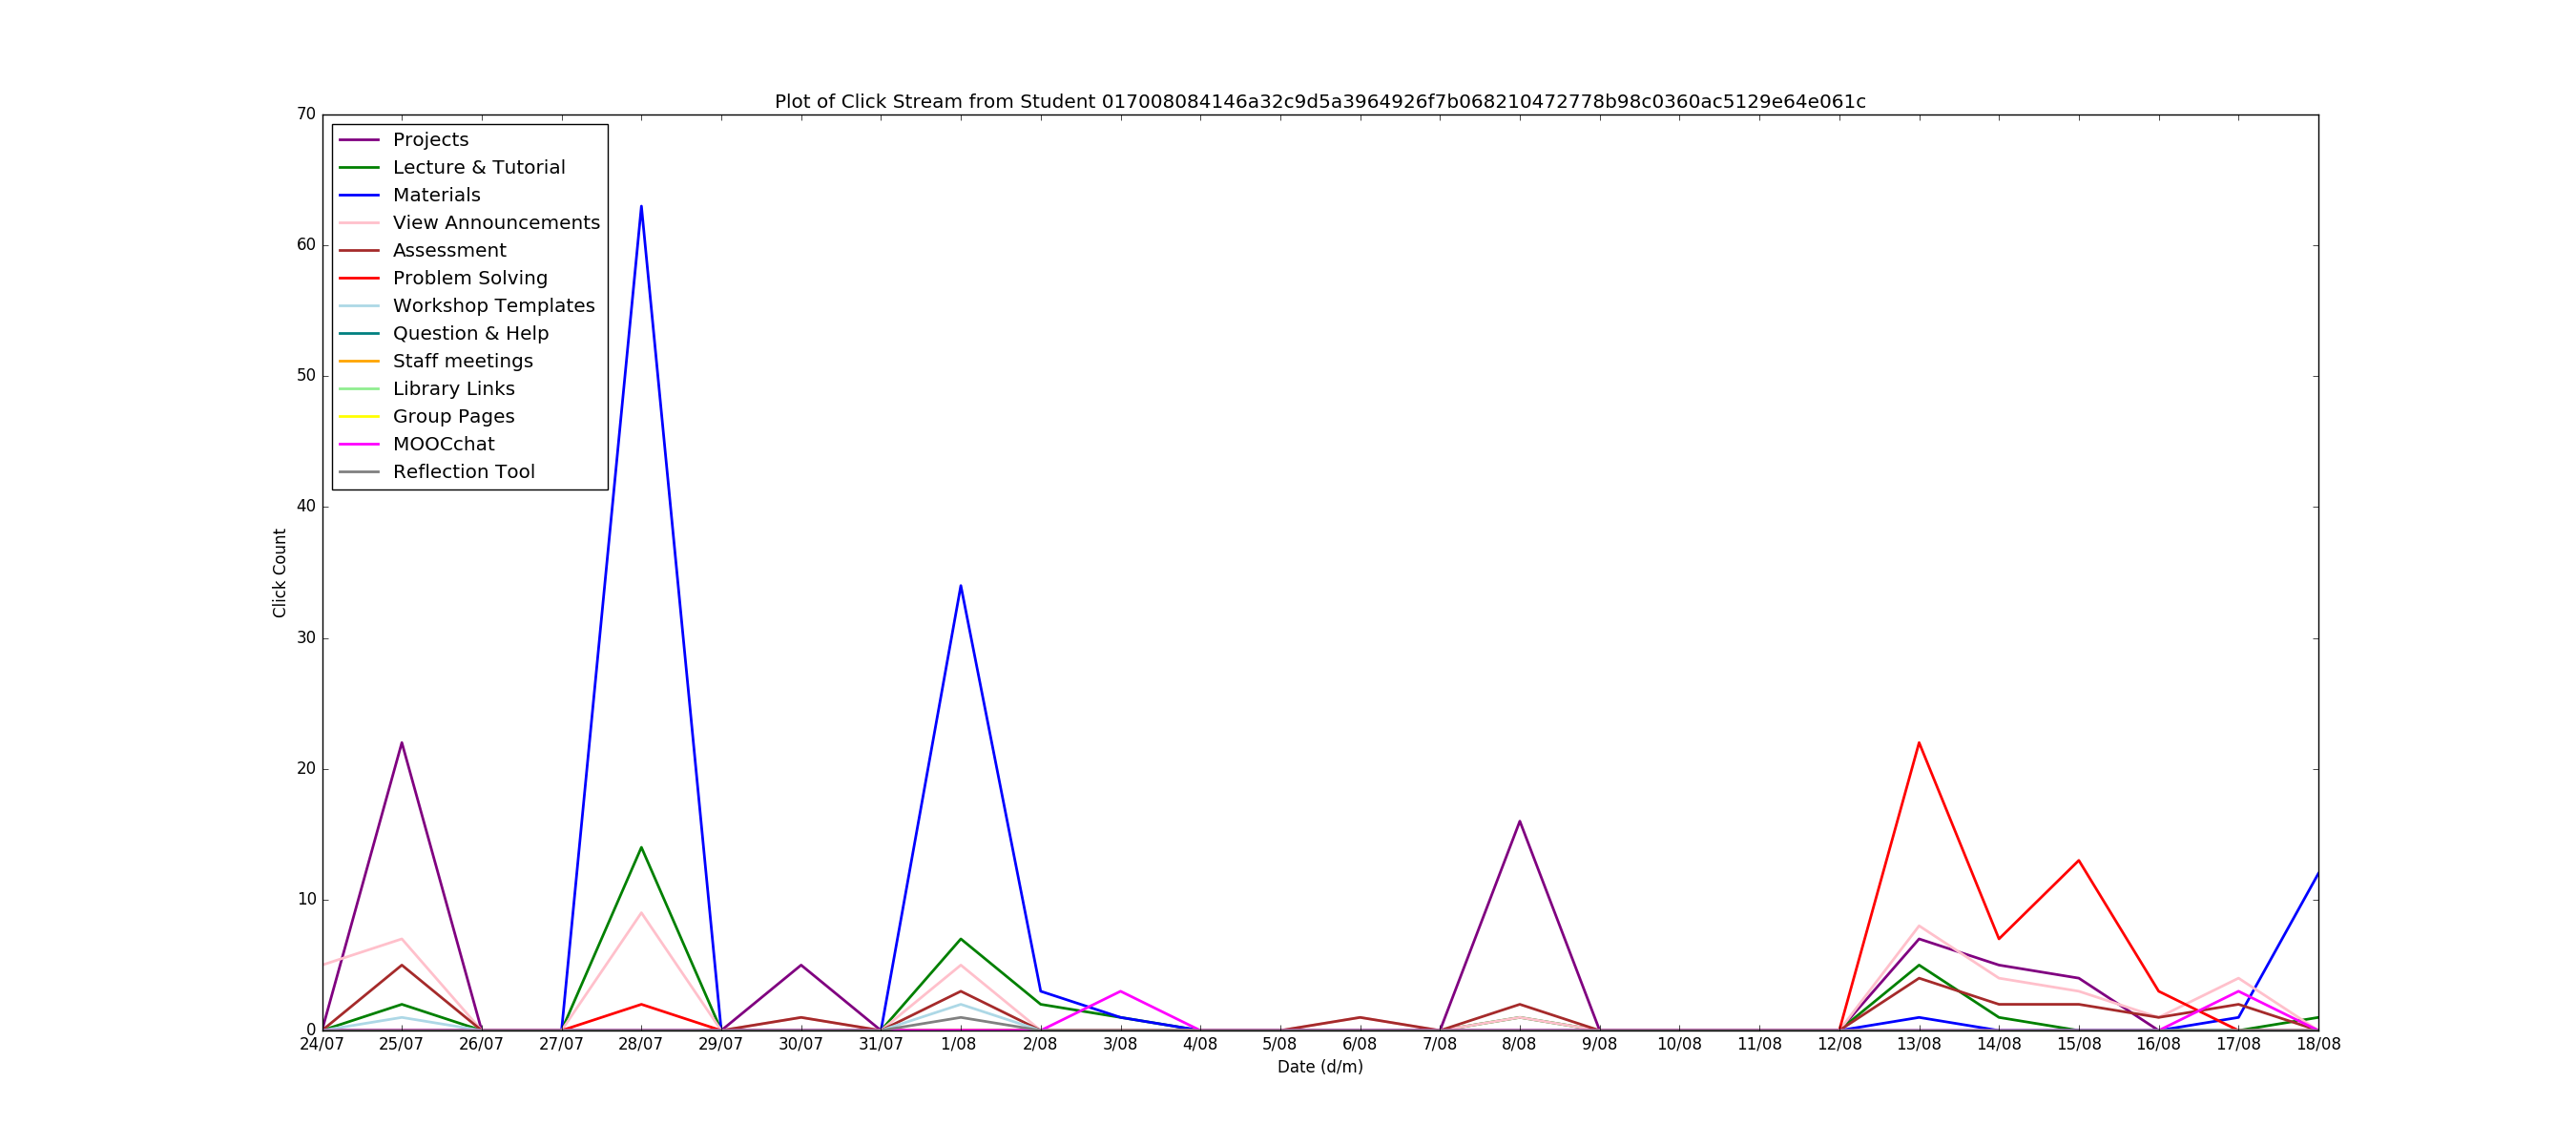 Plot of Click Stream from Student 017008084146a32c9d5a3964926f7b068210472778b98c0360ac5129e64e061c
70
60
50
40
30
20
10
0
Click Count
Projects
Lecture & Tutorial
Materials
View Announcements
Assessment
Problem Solving
Workshop Templates
Question & Help
Staff meetings
Library Links
Group Pages
MOOCchat
Reflection Tool
24/07 25/07 26/07 27/07 28/07 29/07 30/07 31/07 1/08 2/08 3/08 4/08 5/08 6/08 7/08 8/08 9/08 10/08 11/08 12/08 13/08 14/08 15/08 16/08 17/08 18/08
Date (d/m)